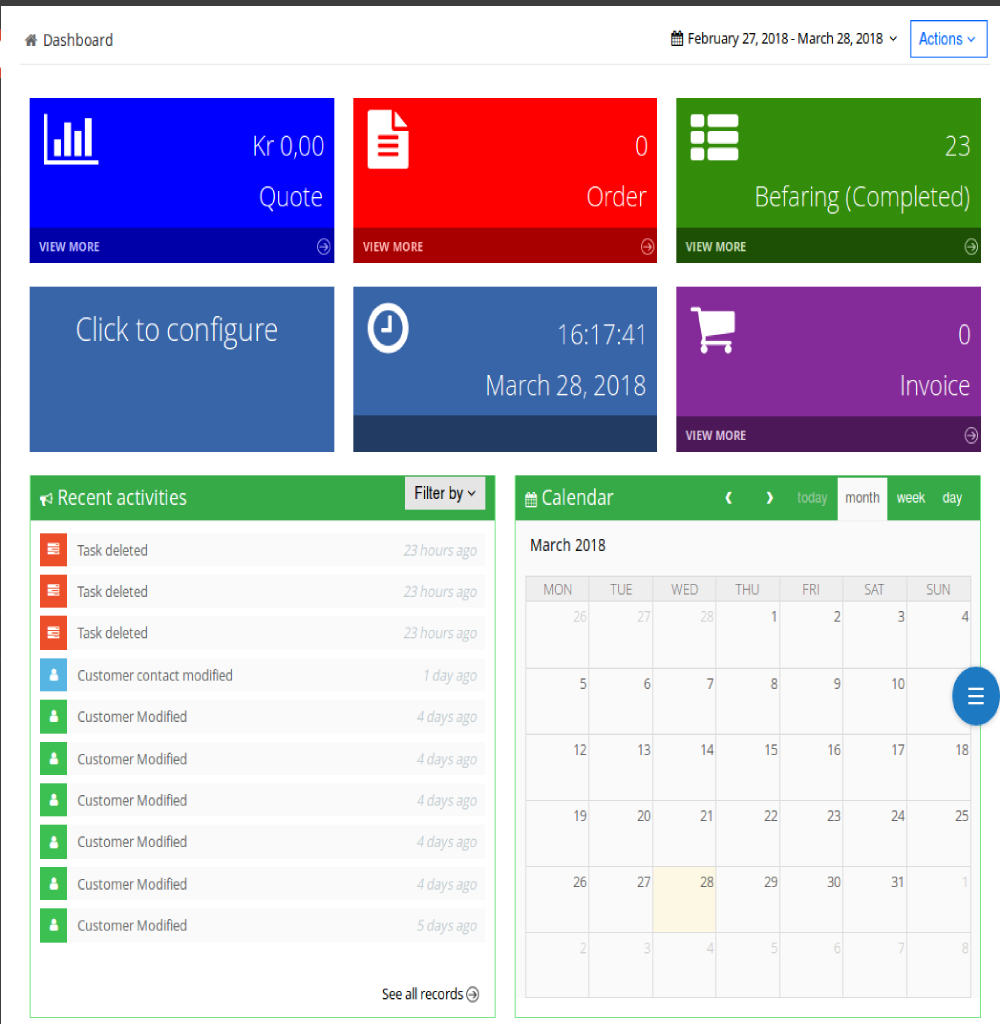 Dashboard
February 27, 2018 - March 28, 2018
Actions
Kr 0,00
Quote
VIEW MORE
0
Order
VIEW MORE
23
Befaring (Completed)
VIEW MORE
Click to configure
16:17:41
March 28, 2018
0
Invoice
VIEW MORE
Recent activities
Filter by
Task deleted 23 hours ago
Task deleted 23 hours ago
Task deleted 23 hours ago
Customer contact modified 1 day ago
Customer Modified 4 days ago
Customer Modified 4 days ago
Customer Modified 4 days ago
Customer Modified 4 days ago
Customer Modified 4 days ago
Customer Modified 5 days ago
See all records
Calendar
today month week day
March 2018
MON TUE WED THU FRI SAT SUN
26 27 28 1 2 3 4
5 6 7 8 9 10
12 13 14 15 16 17 18
19 20 21 22 23 24 25
26 27 28 29 30 31 1
2 3 4 5 6 7 8